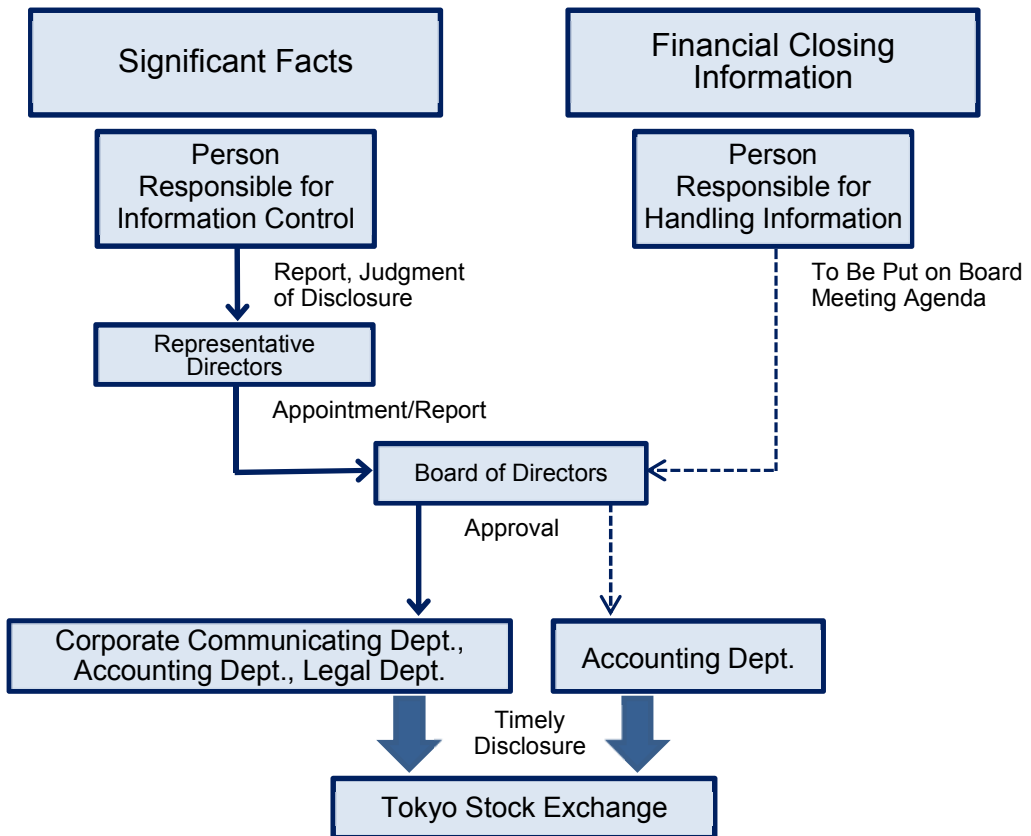 Significant Facts
Financial Closing
Information
Person
Responsible for
Information Control
Person
Responsible for
Handling Information
Report, Judgment
of Disclosure
To Be Put on Board
Meeting Agenda
Representative
Directors
Appointment/Report
Board of Directors
Approval
Corporate Communicating Dept.,
Accounting Dept., Legal Dept.
Accounting Dept.
Timely
Disclosure
Tokyo Stock Exchange